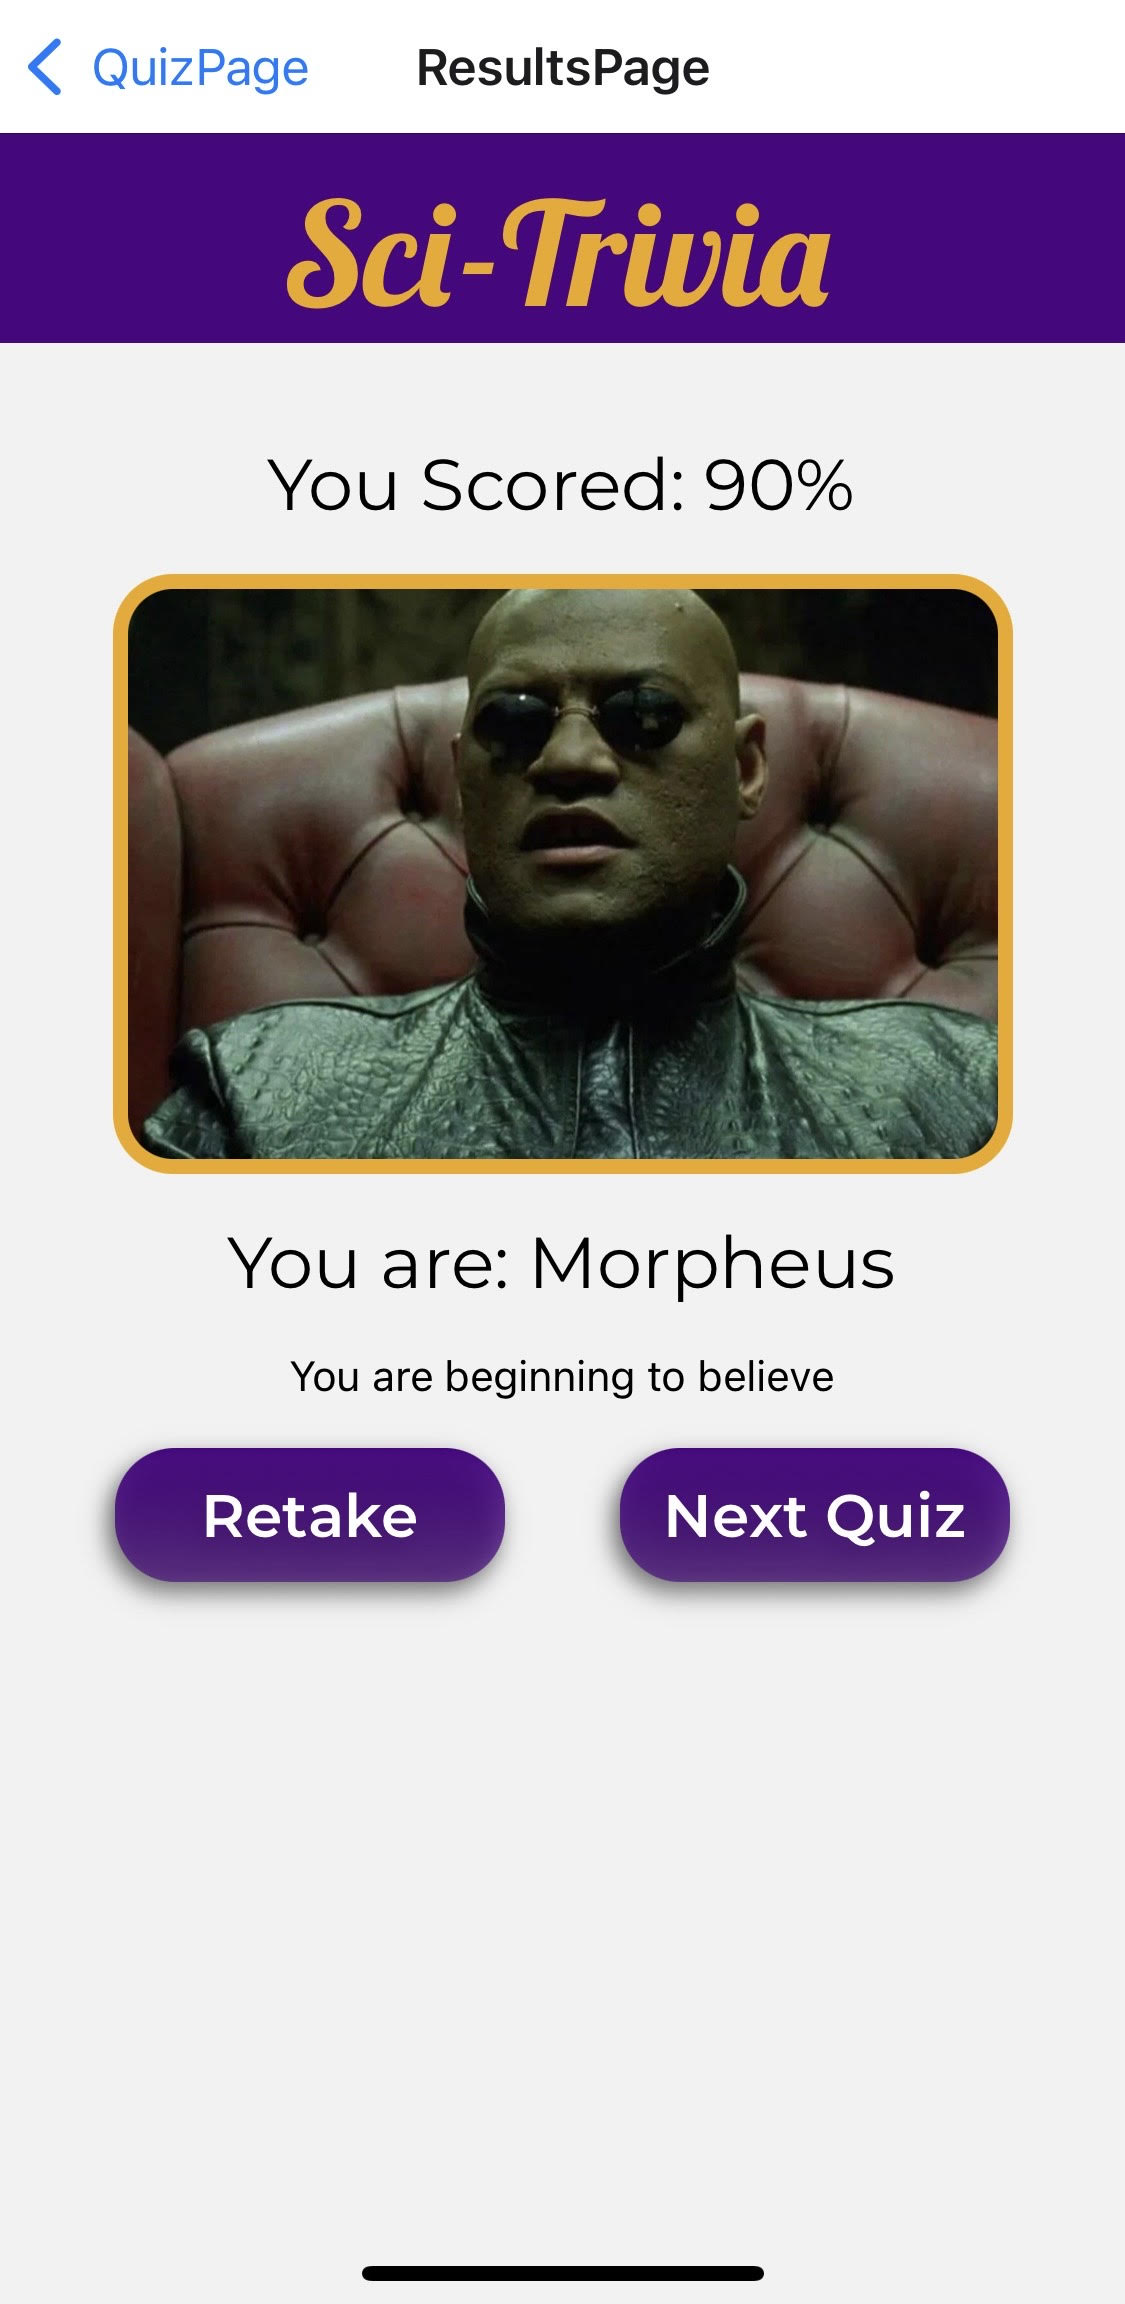 QuizPage ResultsPage
Sci-Trivia
You Scored: 90%
You are: Morpheus
You are beginning to believe
Retake Next Quiz